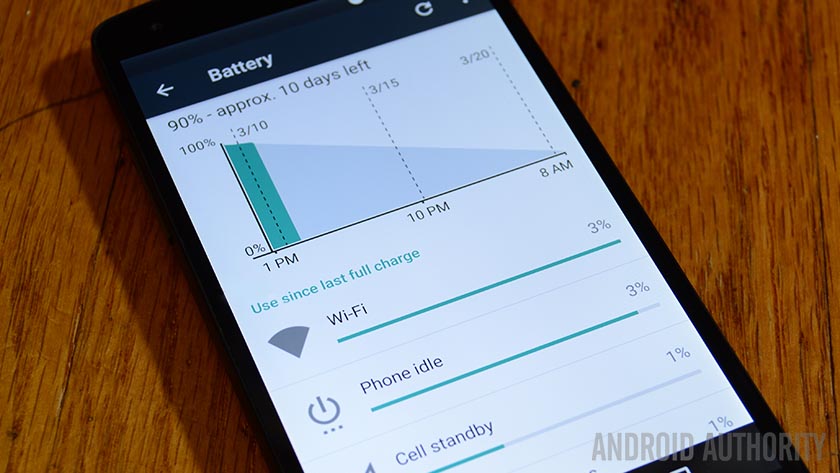 Battery
90% - approx. 10 days left
3/10
3/15
3/20
100%
0%
1 PM
10 PM
8 AM
Use since last full charge
Wi-Fi
3%
Phone idle
3%
Cell standby
1%
1%
ANDROID AUTHORITY